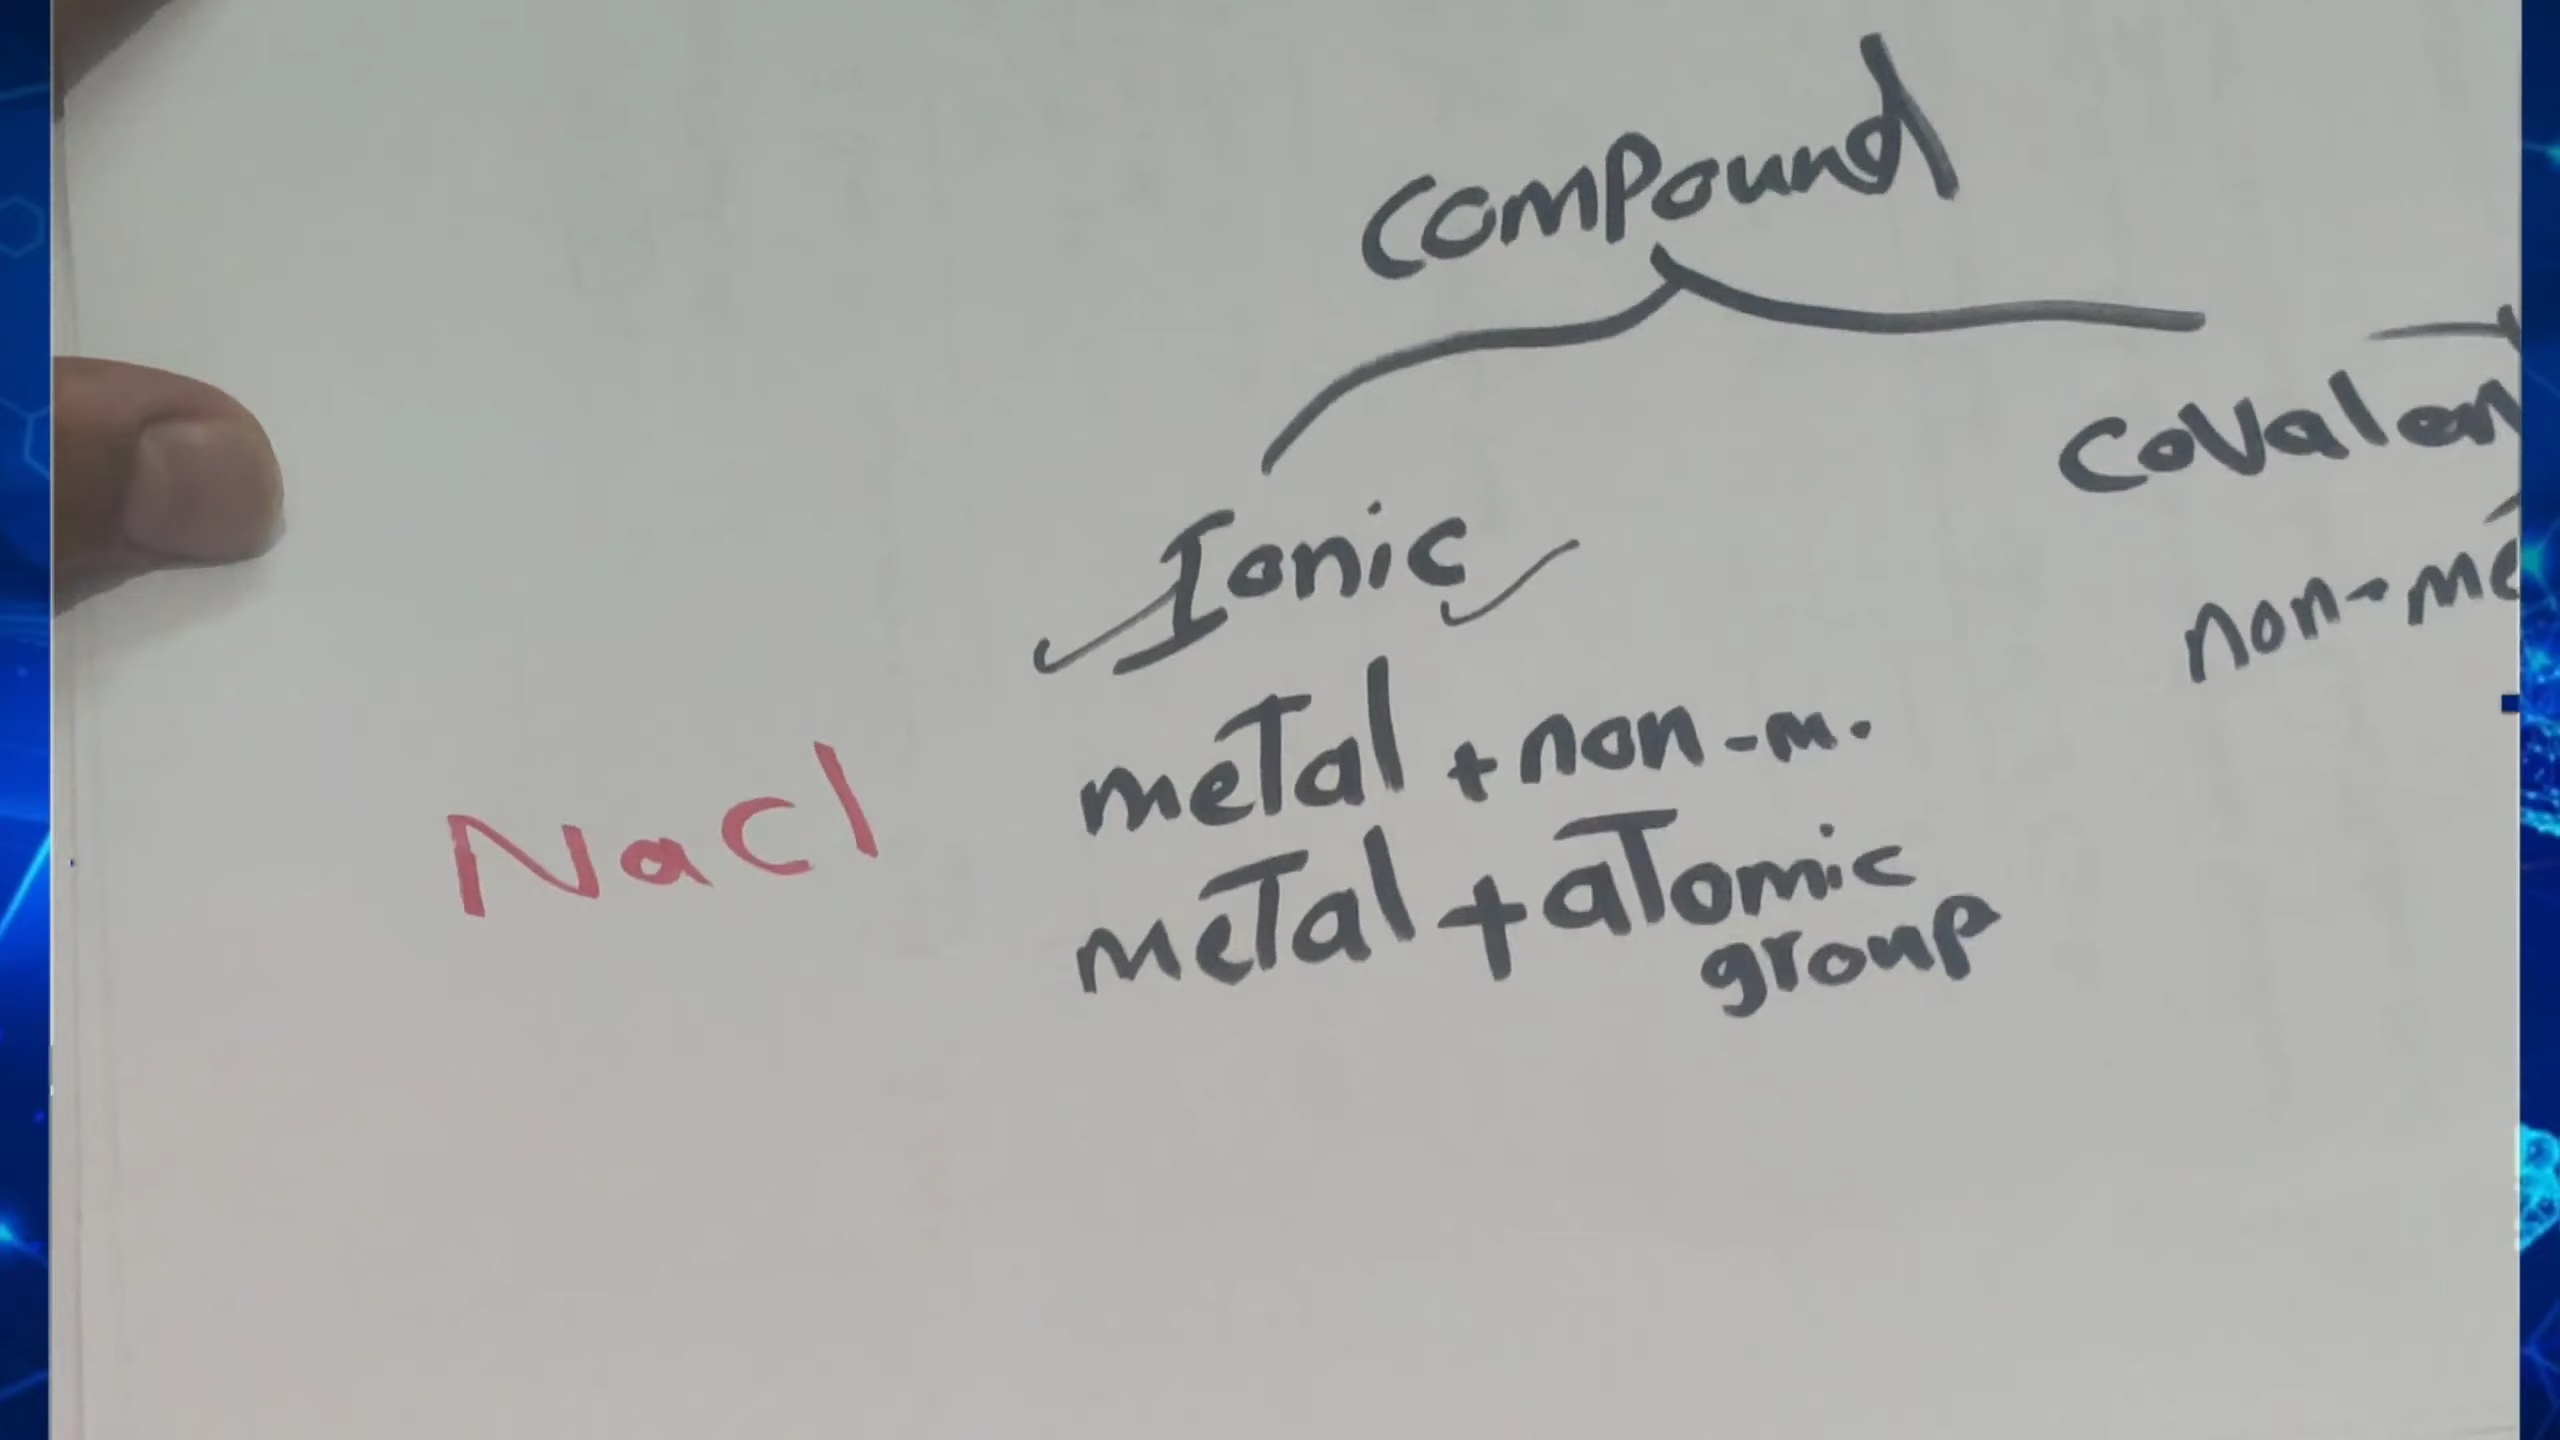 compound
Ionic
covalen
non-me
metal + non-m.
NaCl
metal + atomic
group